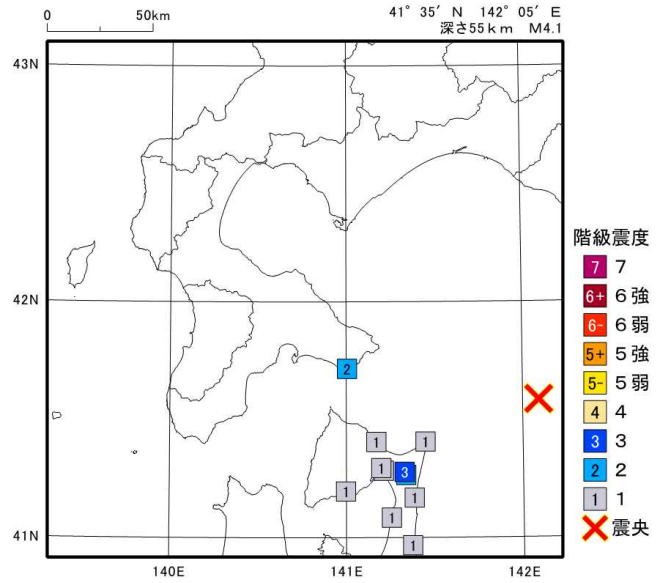 0 50km
41° 35′ N 142° 05′ E
深さ55ｋｍ M4.1
43N
42N
41N
140E 141E 142E
2
1 1
1 3
1 1
1
1
階級震度
7 ７
6+ ６強
6- ６弱
5+ ５強
5- ５弱
4 ４
3 ３
2 ２
1 １
震央